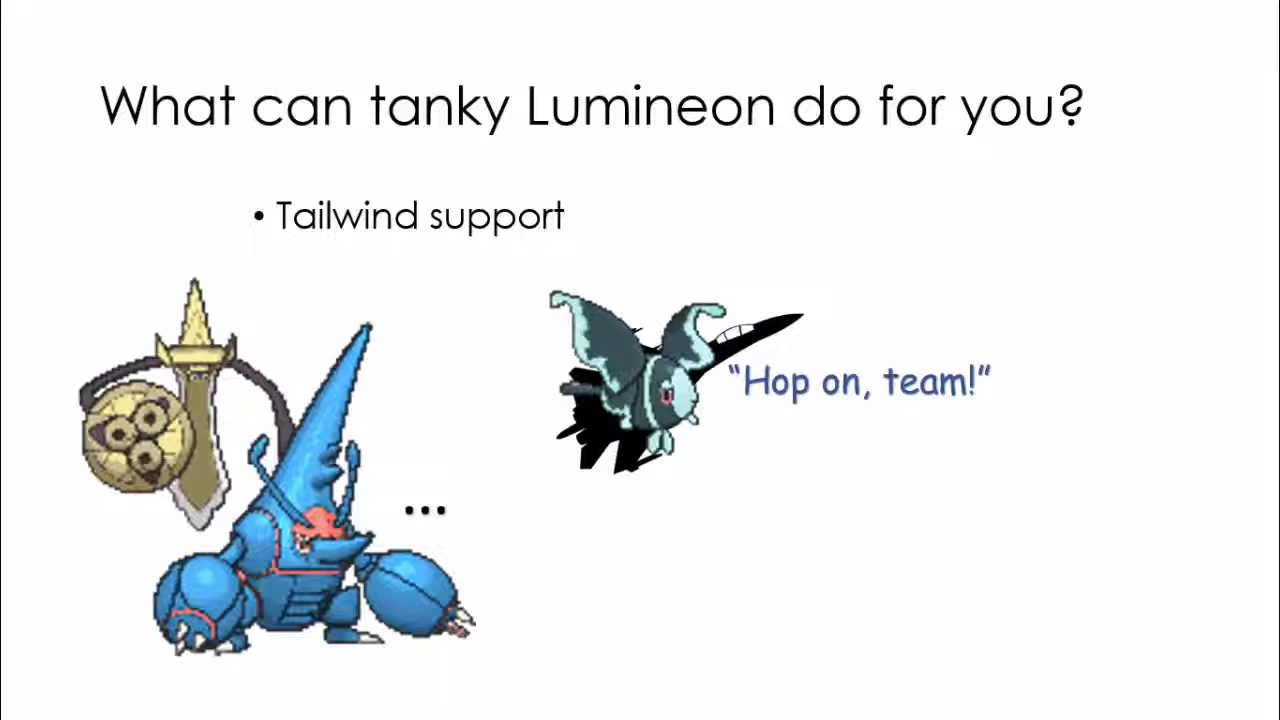 What can tanky Lumineon do for you?
• Tailwind support
“Hop on, team!”
...